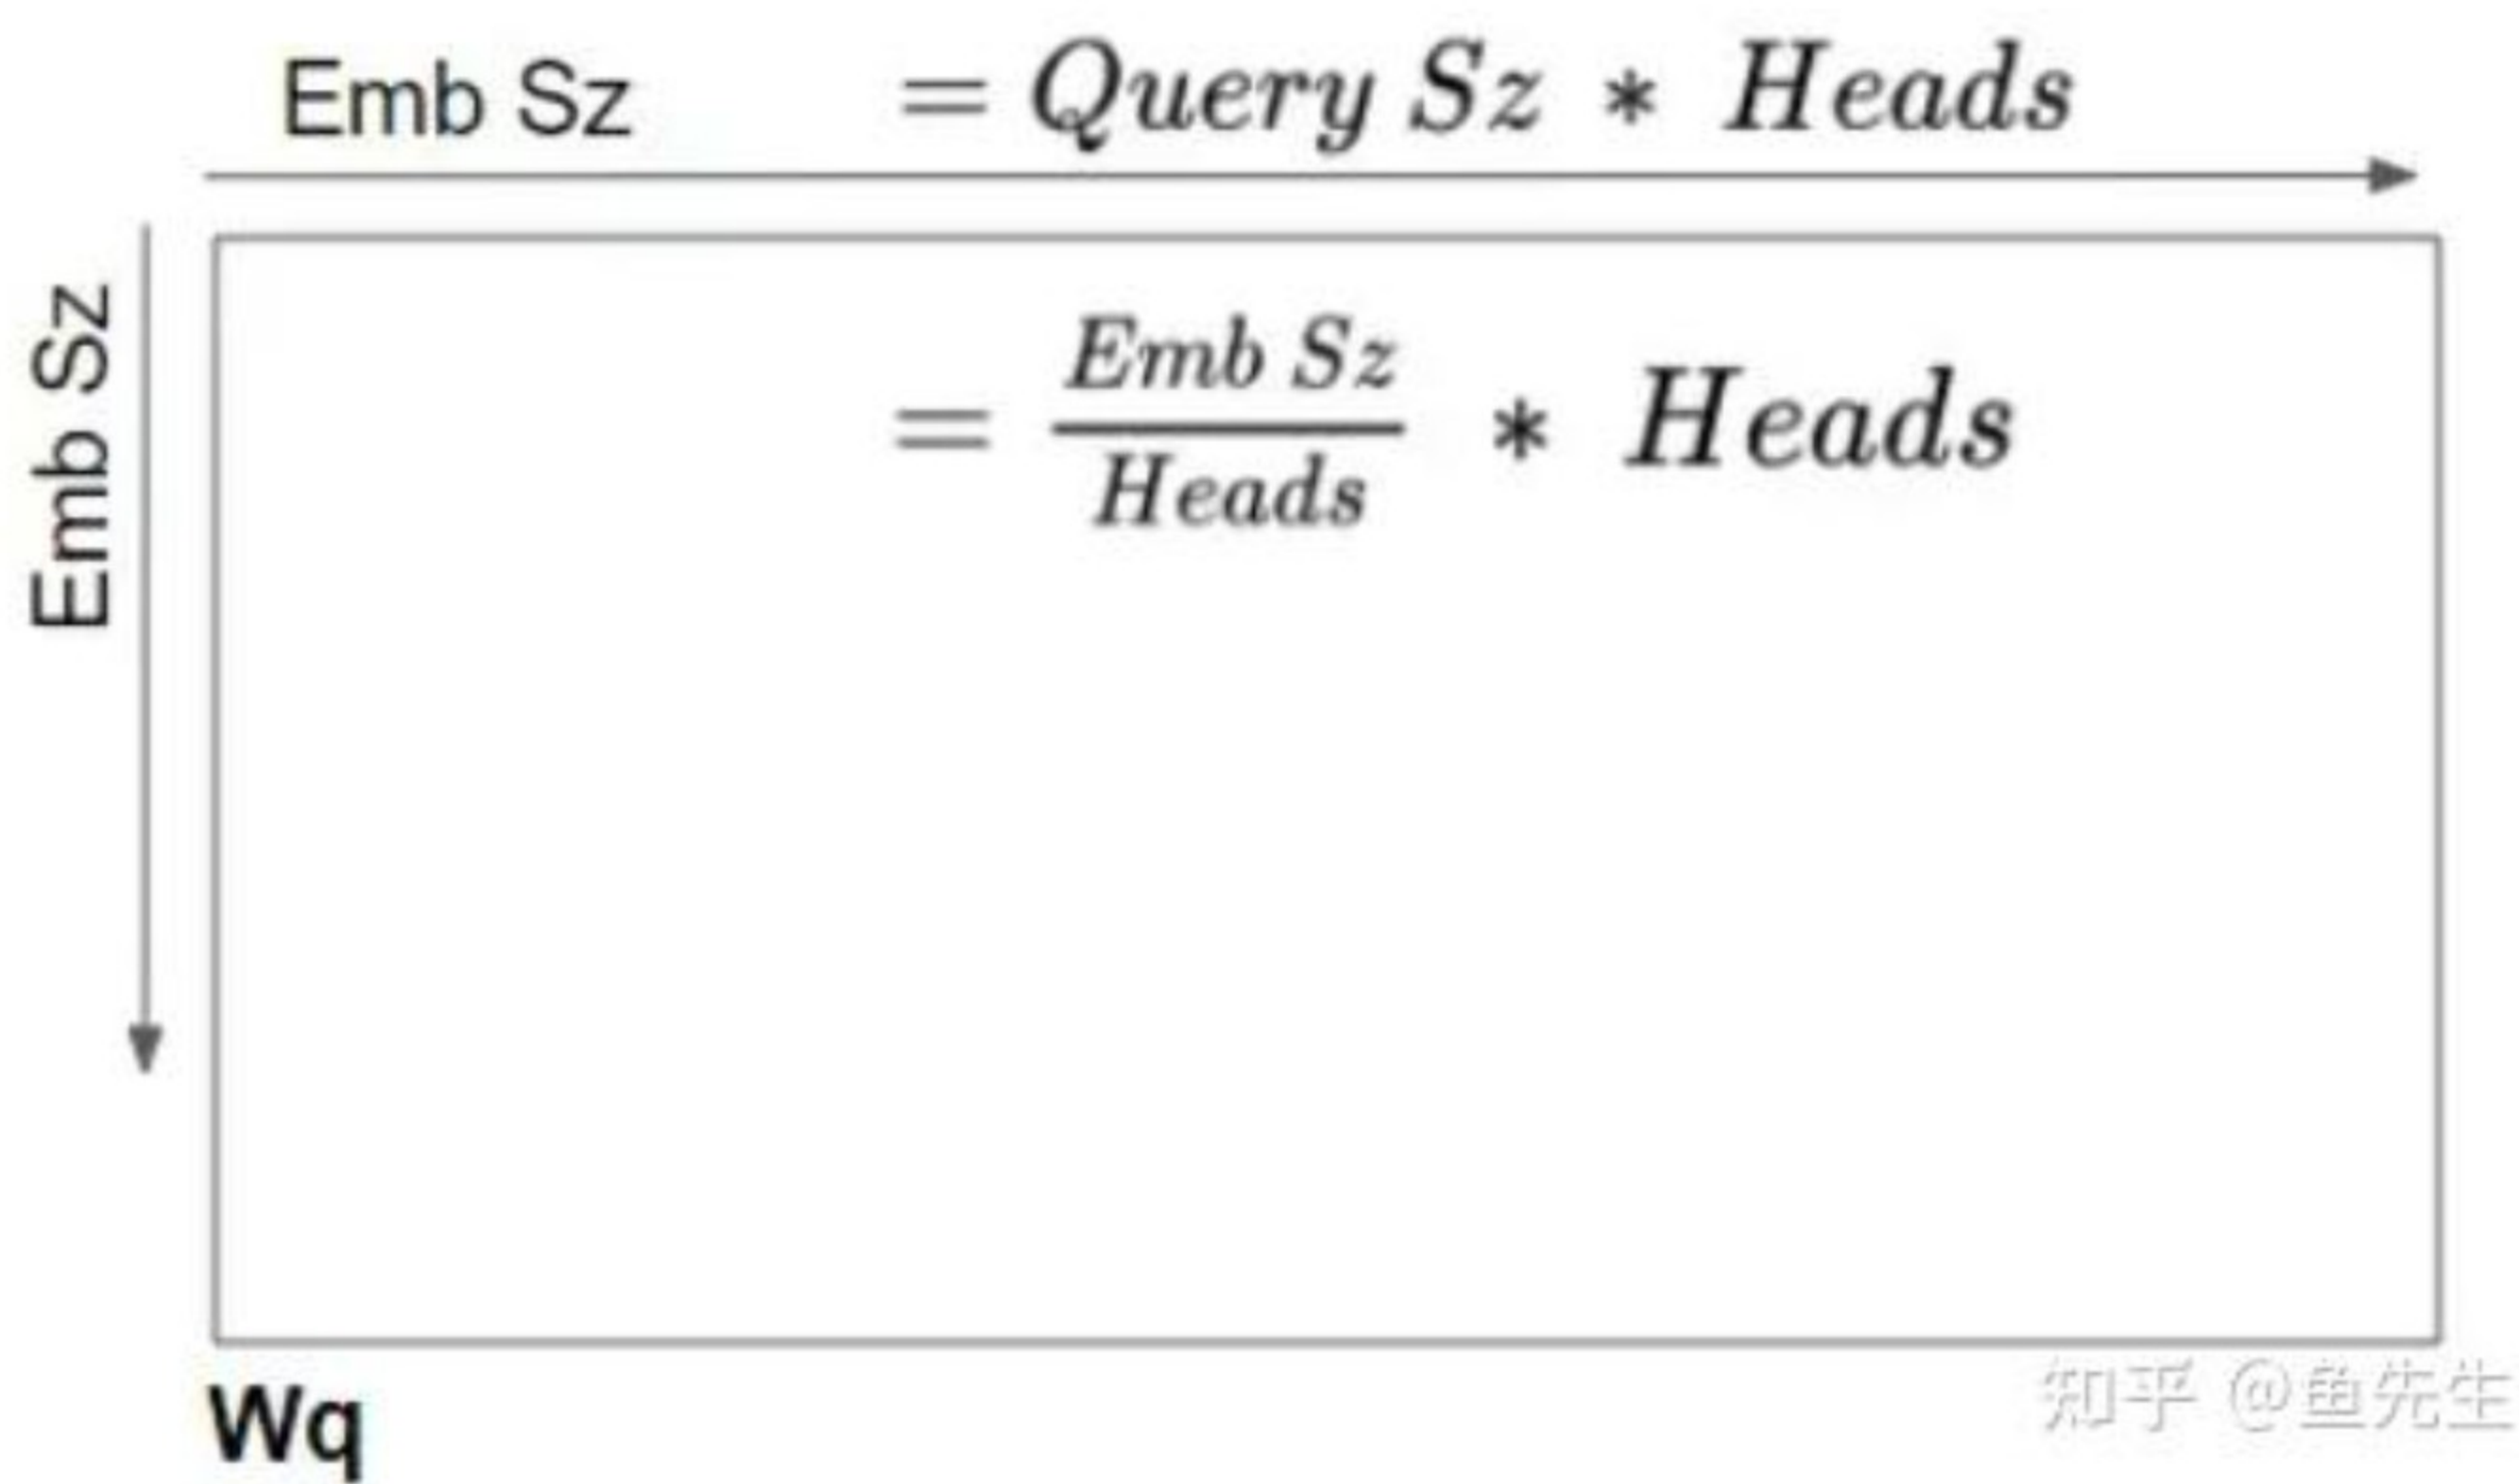 Emb Sz = Query Sz * Heads
Emb Sz
= Emb Sz / Heads * Heads
Wq
知乎 @鱼先生